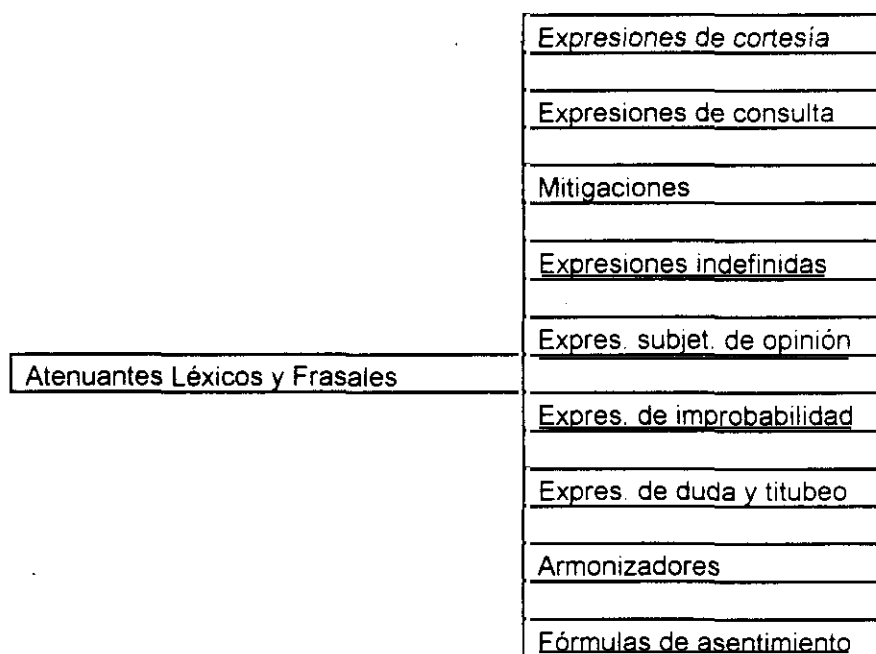 Expresiones de cortesía
Expresiones de consulta
Mitigaciones
Expresiones indefinidas
Expres. subjet. de opinión
Atenuantes Léxicos y Frasales
Expres. de improbabilidad
Expres. de duda y titubeo
Armonizadores
Fórmulas de asentimiento